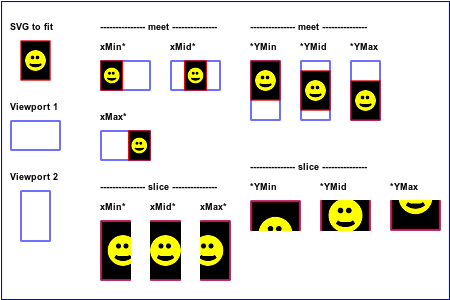 SVG to fit
Viewport 1
Viewport 2
--------------- meet ---------------
xMin*
xMid*
xMax*
--------------- meet ---------------
*YMin
*YMid
*YMax
--------------- slice ---------------
xMin*
xMid*
xMax*
--------------- slice ---------------
*YMin
*YMid
*YMax